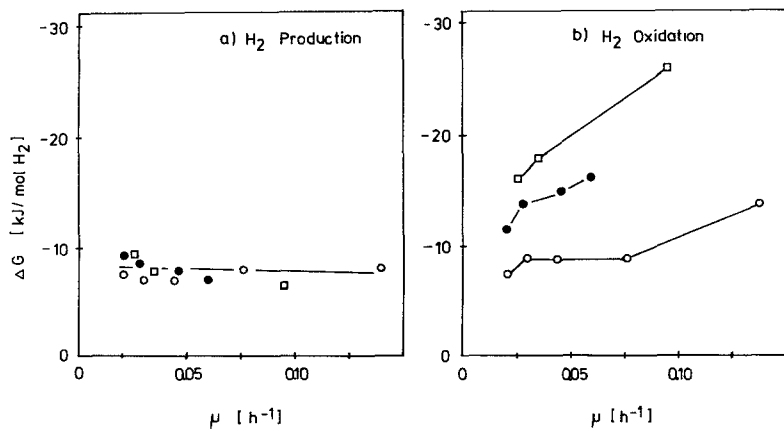 a) H₂ Production
b) H₂ Oxidation
ΔG [kJ/mol H₂]
-30
-20
-10
0
-30
-20
-10
0
0 0.05 0.10
0 0.05 0.10
μ [h⁻¹]
μ [h⁻¹]